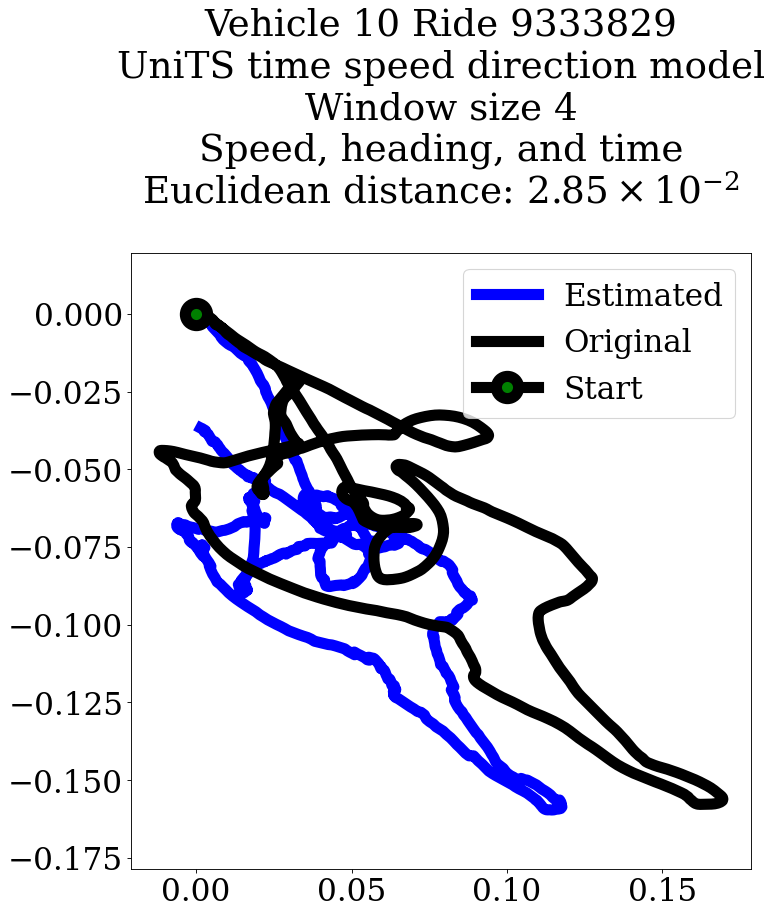 Vehicle 10 Ride 9333829
UniTS time speed direction model
Window size 4
Speed, heading, and time
Euclidean distance: 2.85 × 10⁻²
Estimated
Original
Start
0.000
−0.025
−0.050
−0.075
−0.100
−0.125
−0.150
−0.175
0.00 0.05 0.10 0.15